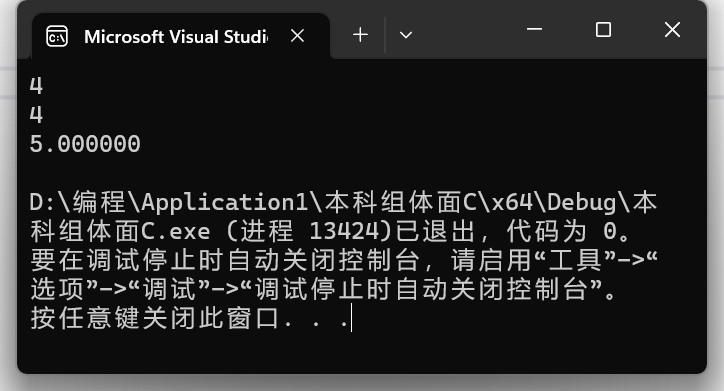 Microsoft Visual Studi
4
4
5.000000
D:\编程\Application1\本科组体面C\x64\Debug\本
科组体面C.exe (进程 13424)已退出，代码为 0。
要在调试停止时自动关闭控制台，请启用“工具”->“
选项”->“调试”->“调试停止时自动关闭控制台”。
按任意键关闭此窗口. . .